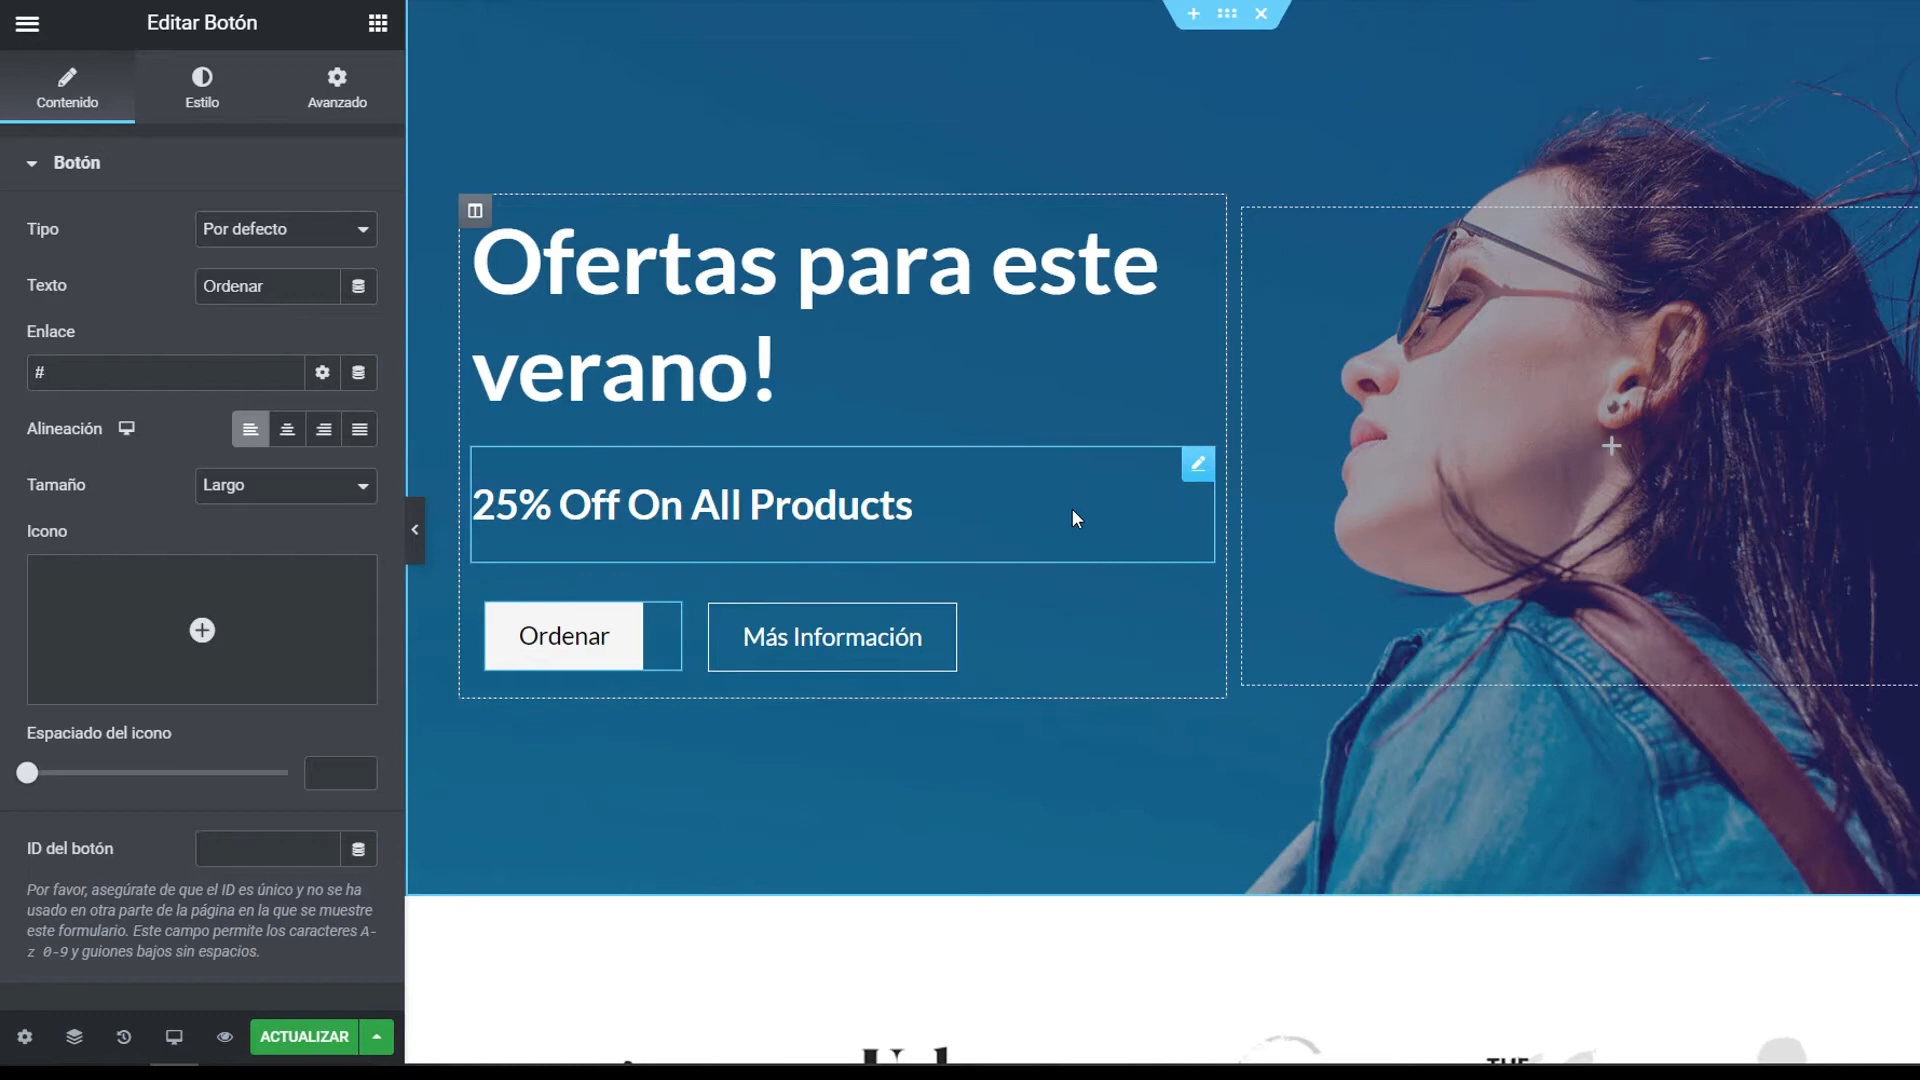 Editar Botón
Contenido
Estilo
Avanzado
Botón
Tipo
Por defecto
Texto
Ordenar
Enlace
#
Alineación
Tamaño
Largo
Icono
Espaciado del icono
ID del botón
Por favor, asegúrate de que el ID es único y no se ha
usado en otra parte de la página en la que se muestre
este formulario. Este campo permite los caracteres A-
z 0-9 y guiones bajos sin espacios.
ACTUALIZAR
Ofertas para este
verano!
25% Off On All Products
Ordenar
Más Información
THE